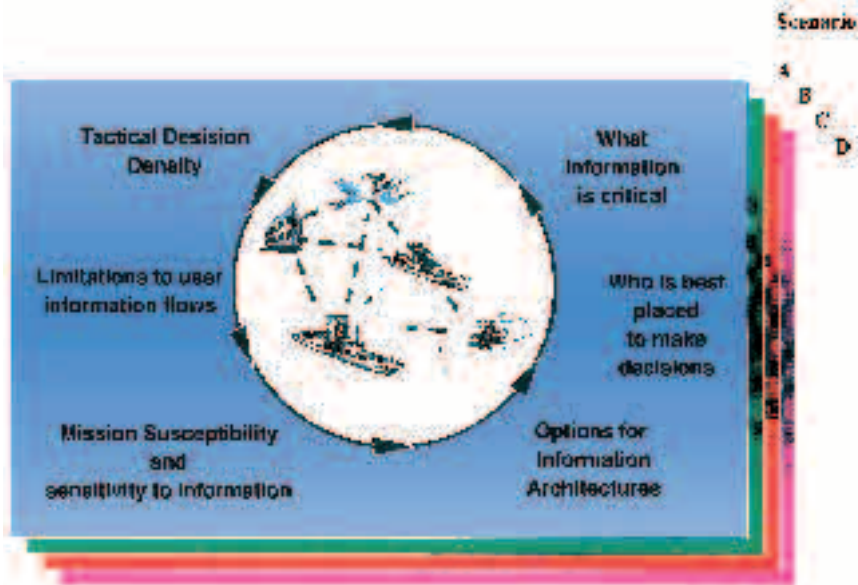 Scenario
A
B
C
D
Tactical Desision
Density
What
Information
is critical
Limitations to user
information flows
Who is best
placed
to make
decisions
Mission Susceptibility
and
sensitivity to information
Options for
Information
Architectures